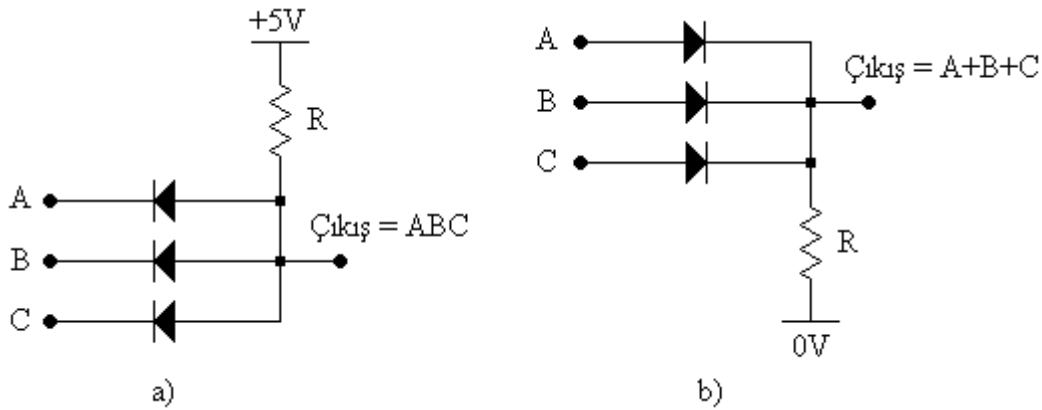 +5V
R
A
B
C
Çıkış = ABC
a)
A
B
C
Çıkış = A+B+C
R
0V
b)